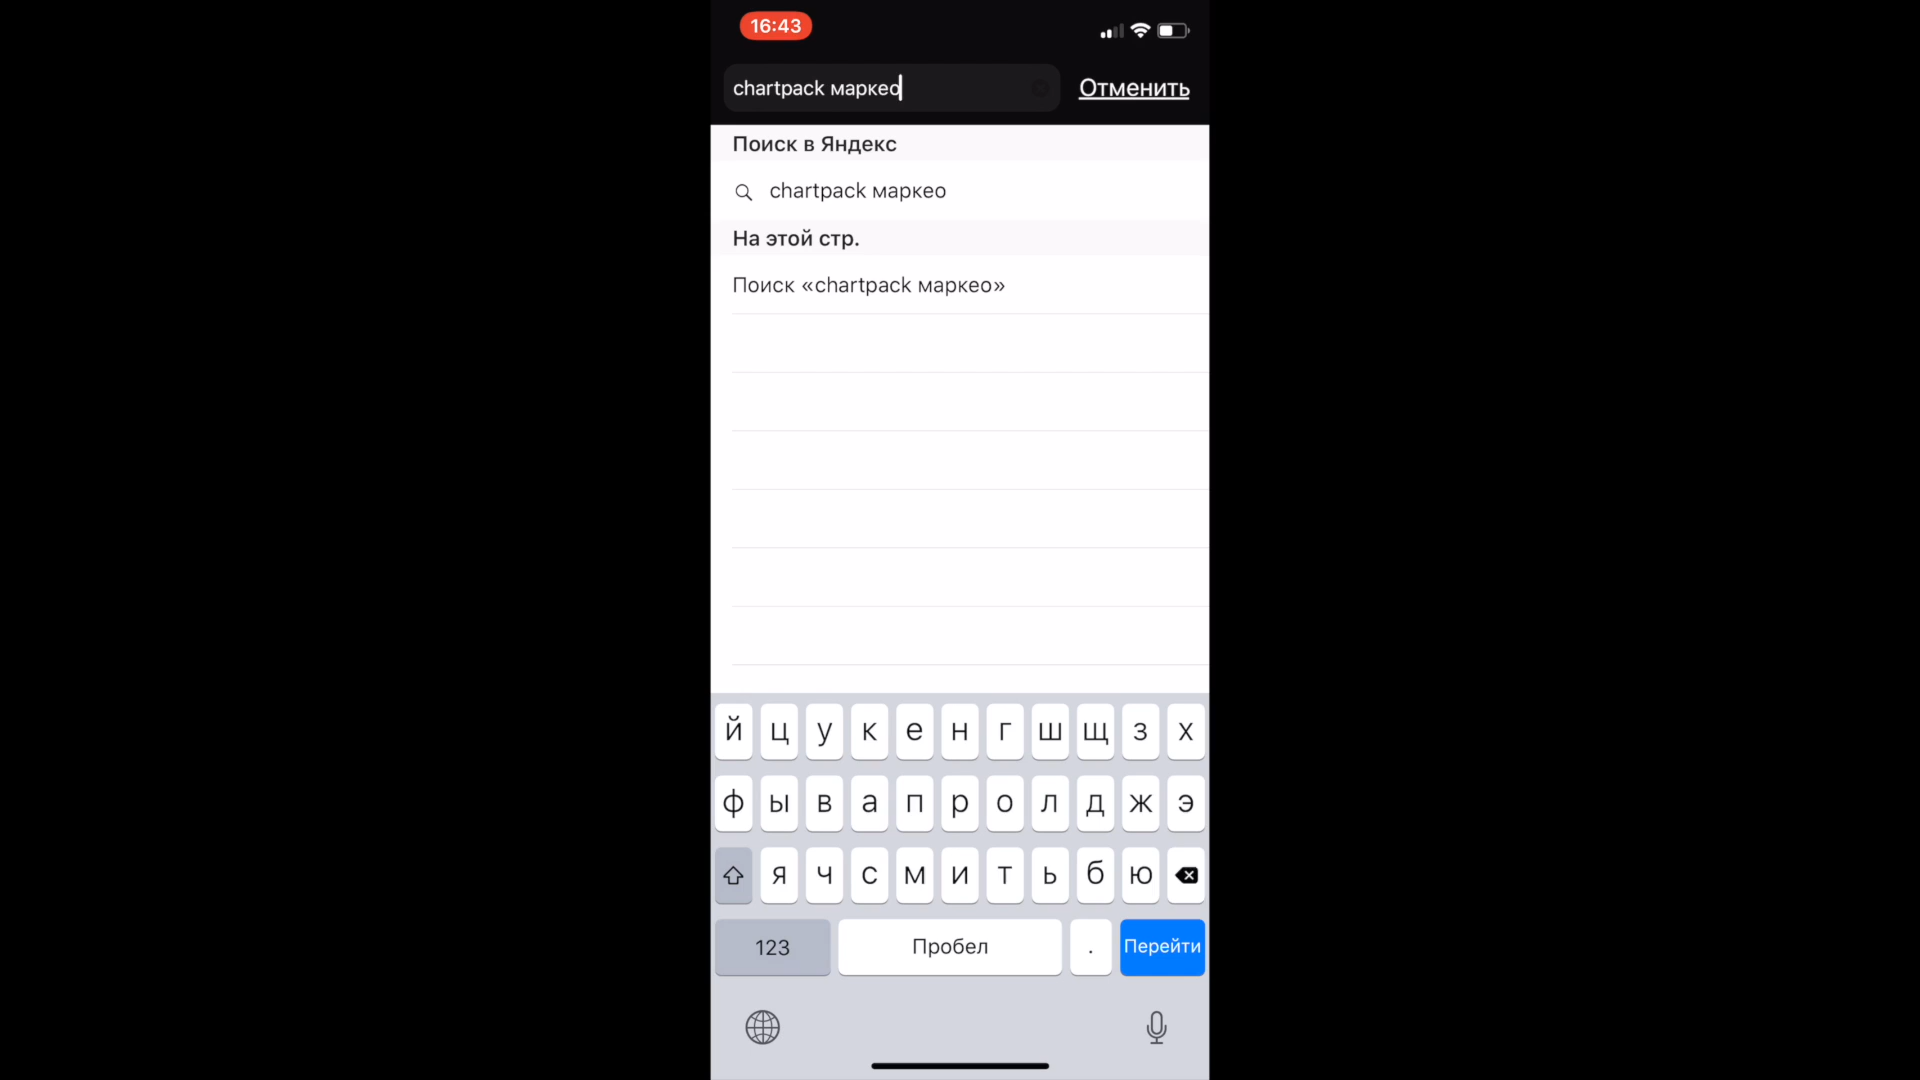 16:43
chartpack маркео
Отменить
Поиск в Яндекс
chartpack маркео
На этой стр.
Поиск «chartpack маркео»
й ц у к е н г ш щ з х
ф ы в а п р о л д ж э
я ч с м и т ь б ю
123 Пробел . Перейти